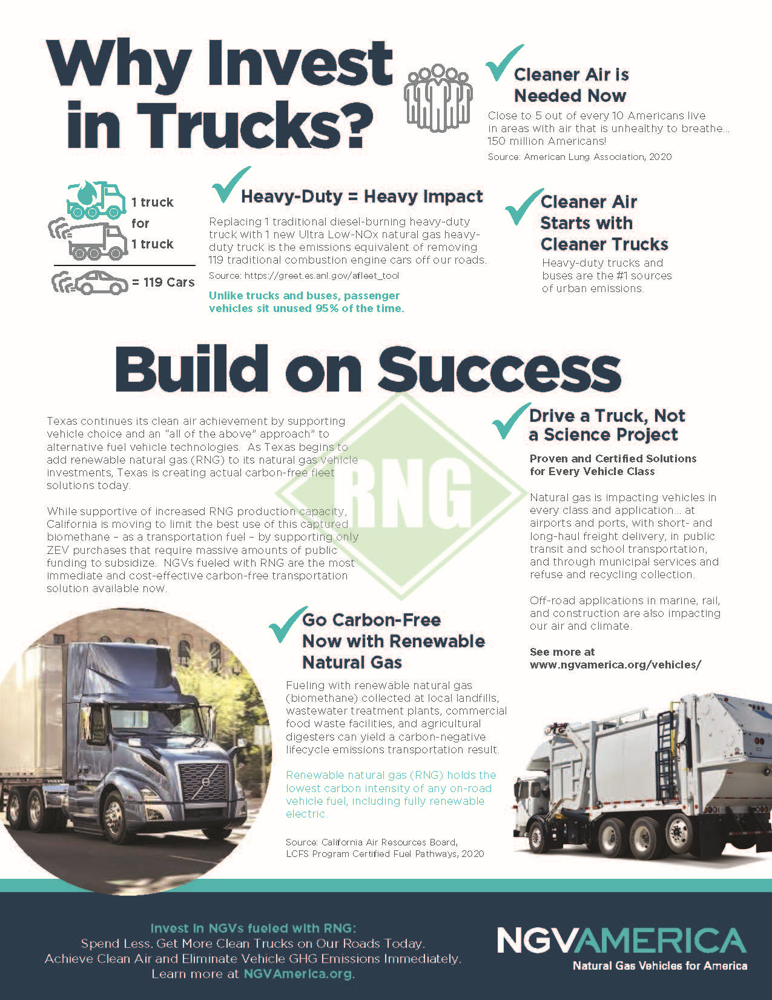 Why Invest
in Trucks?
Cleaner Air is
Needed Now
Close to 5 out of every 10 Americans live
in areas with air that is unhealthy to breathe...
150 million Americans!
Source: American Lung Association, 2020
1 truck
for
1 truck
= 119 Cars
Heavy-Duty = Heavy Impact
Replacing 1 traditional diesel-burning heavy-duty
truck with 1 new Ultra Low-NOx natural gas heavy-
duty truck is the emissions equivalent of removing
119 traditional combustion engine cars off our roads.
Source: https://greet.es.anl.gov/afleet_tool
Unlike trucks and buses, passenger
vehicles sit unused 95% of the time.
Cleaner Air
Starts with
Cleaner Trucks
Heavy-duty trucks and
buses are the #1 sources
of urban emissions.
Build on Success
Texas continues its clean air achievement by supporting
vehicle choice and an “all of the above” approach” to
alternative fuel vehicle technologies.  As Texas begins to
add renewable natural gas (RNG) to its natural gas vehicle
investments, Texas is creating actual carbon-free fleet
solutions today.
While supportive of increased RNG production capacity,
California is moving to limit the best use of this captured
biomethane – as a transportation fuel – by supporting only
ZEV purchases that require massive amounts of public
funding to subsidize.  NGVs fueled with RNG are the most
immediate and cost-effective carbon-free transportation
solution available now.
RNG
Drive a Truck, Not
a Science Project
Proven and Certified Solutions
for Every Vehicle Class
Natural gas is impacting vehicles in
every class and application... at
airports and ports, with short- and
long-haul freight delivery, in public
transit and school transportation,
and through municipal services and
refuse and recycling collection.
Off-road applications in marine, rail,
and construction are also impacting
our air and climate.
See more at
www.ngvamerica.org/vehicles/
Go Carbon-Free
Now with Renewable
Natural Gas
Fueling with renewable natural gas
(biomethane) collected at local landfills,
wastewater treatment plants, commercial
food waste facilities, and agricultural
digesters can yield a carbon-negative
lifecycle emissions transportation result.
Renewable natural gas (RNG) holds the
lowest carbon intensity of any on-road
vehicle fuel, including fully renewable
electric.
Source: California Air Resources Board,
LCFS Program Certified Fuel Pathways, 2020
Invest in NGVs fueled with RNG:
Spend Less. Get More Clean Trucks on Our Roads Today.
Achieve Clean Air and Eliminate Vehicle GHG Emissions Immediately.
Learn more at NGVAmerica.org.
NGVAMERICA
Natural Gas Vehicles for America